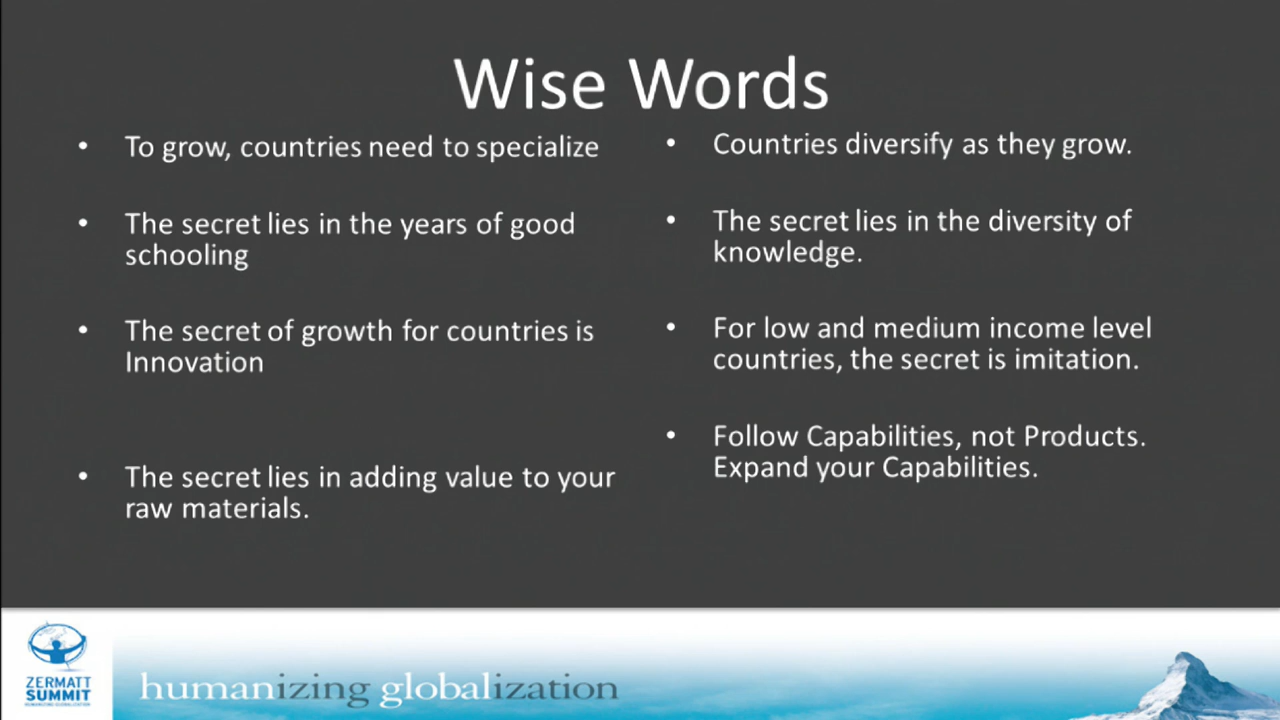 Wise Words
• To grow, countries need to specialize
• The secret lies in the years of good
schooling
• The secret of growth for countries is
Innovation
• The secret lies in adding value to your
raw materials.
• Countries diversify as they grow.
• The secret lies in the diversity of
knowledge.
• For low and medium income level
countries, the secret is imitation.
• Follow Capabilities, not Products.
Expand your Capabilities.
ZERMATT
SUMMIT
HUMANIZING GLOBALIZATION
humanizing globalization